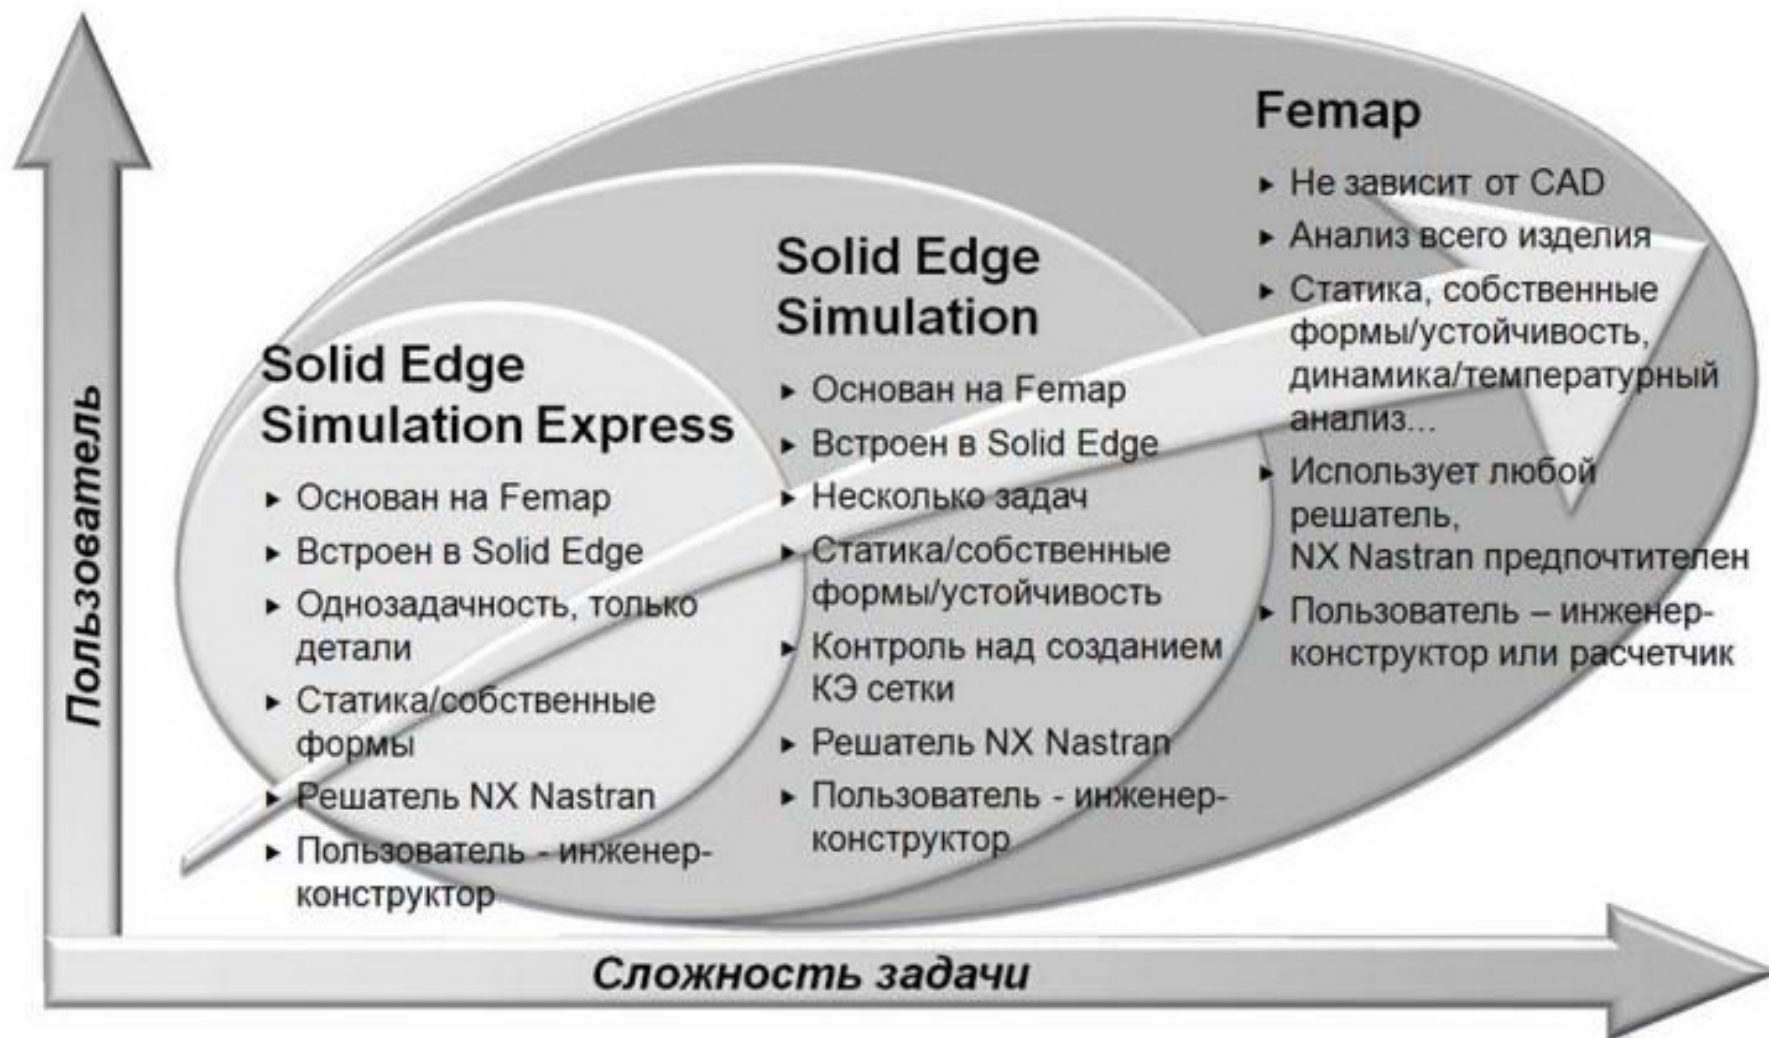 Пользователь
Solid Edge
Simulation Express
Основан на Femap
Встроен в Solid Edge
Однозадачность, только
детали
Статика/собственные
формы
Решатель NX Nastran
Пользователь - инженер-
конструктор
Solid Edge
Simulation
Основан на Femap
Встроен в Solid Edge
Несколько задач
Статика/собственные
формы/устойчивость
Контроль над созданием
КЭ сетки
Решатель NX Nastran
Пользователь - инженер-
конструктор
Femap
Не зависит от CAD
Анализ всего изделия
Статика, собственные
формы/устойчивость,
динамика/температурный
анализ...
Использует любой
решатель,
NX Nastran предпочтителен
Пользователь – инженер-
конструктор или расчетчик
Сложность задачи